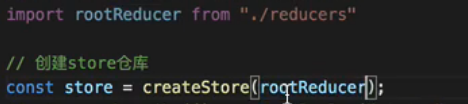 import rootReducer from "./reducers"
// 创建store仓库
const store = createStore(rootReducer);